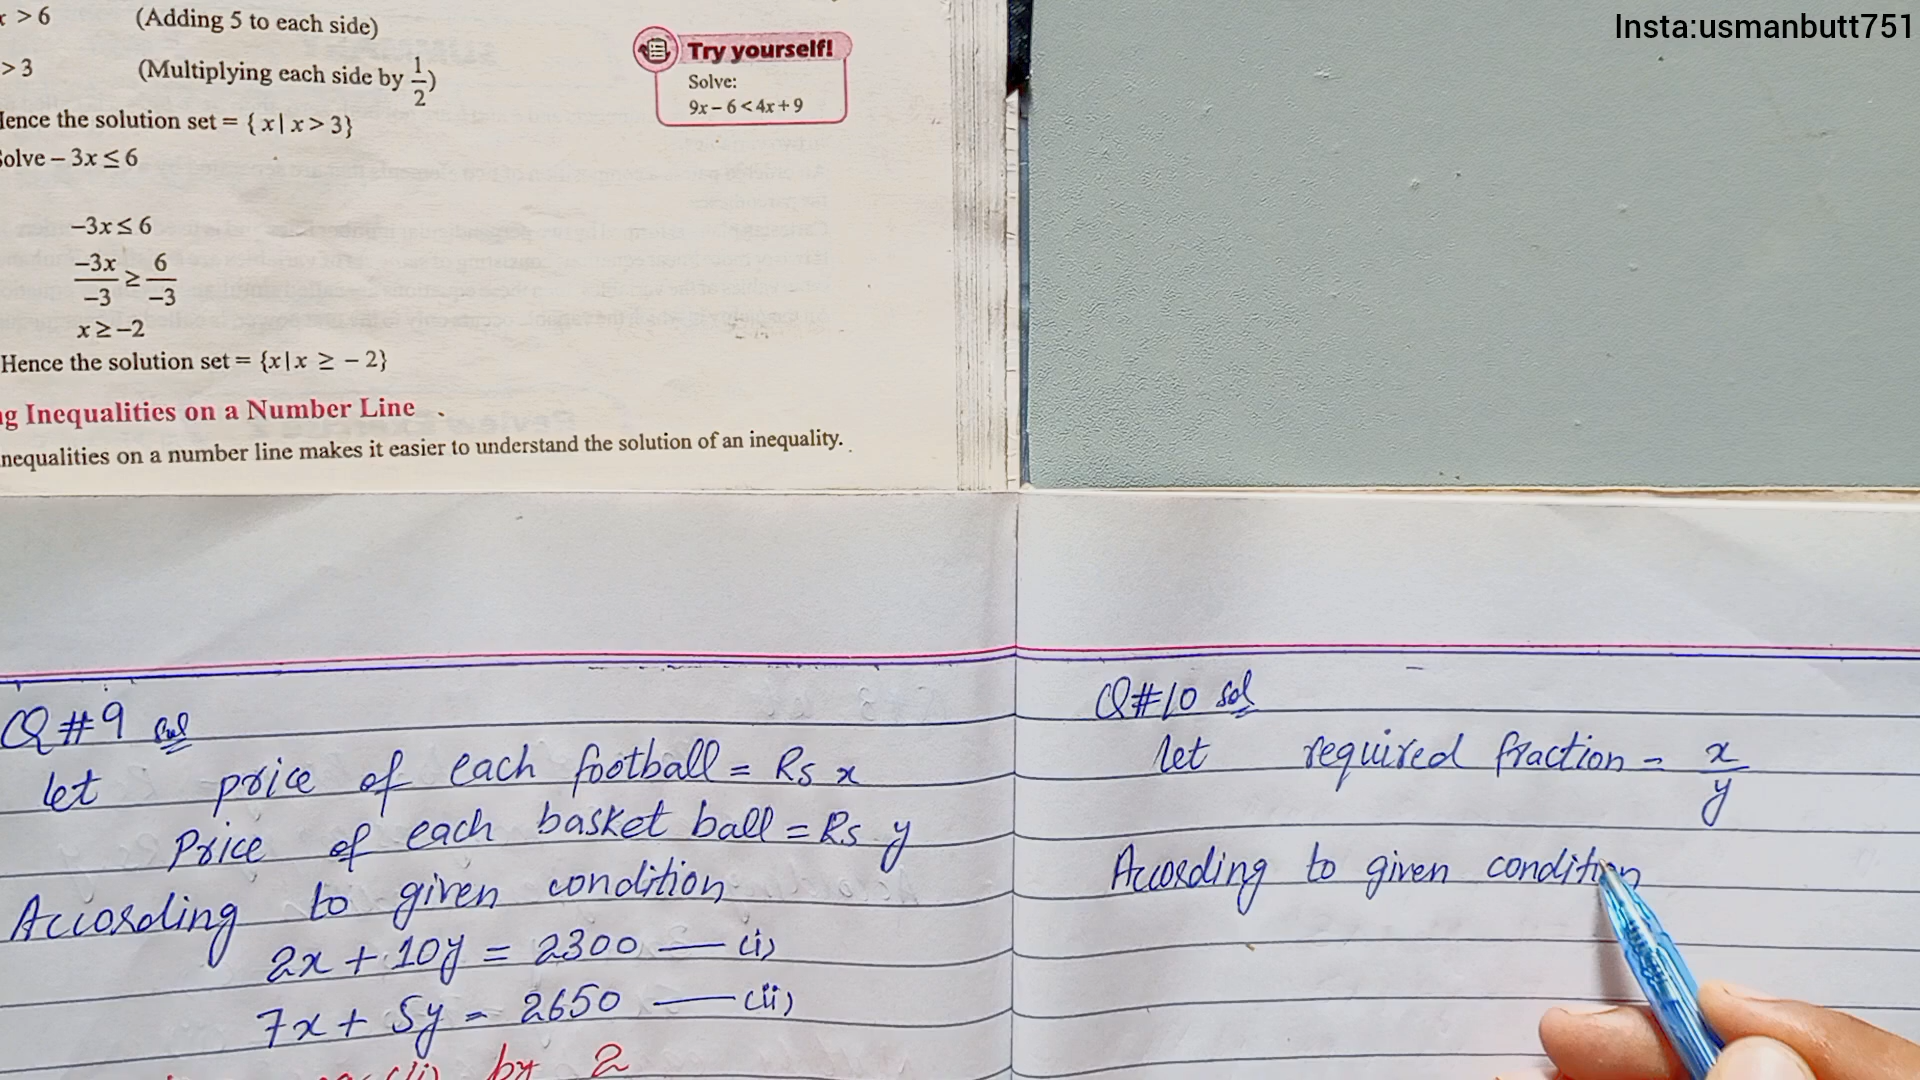 Insta:usmanbutt751
x > 6 (Adding 5 to each side)
> 3 (Multiplying each side by 1/2)
Hence the solution set = { x | x > 3}
Solve – 3x ≤ 6
–3x ≤ 6
–3x/–3 ≥ 6/–3
x ≥ –2
Hence the solution set = {x | x ≥ – 2}
Inequalities on a Number Line
nequalities on a number line makes it easier to understand the solution of an inequality.
Try yourself!
Solve:
9x – 6 < 4x + 9
Q#9 Sol
let price of each football = Rs x
Price of each basket ball = Rs y
According to given condition
2x + 10y = 2300 — (i)
7x + 5y = 2650 — (ii)
by 2
Q#10 sol
let required fraction = x/y
According to given condition